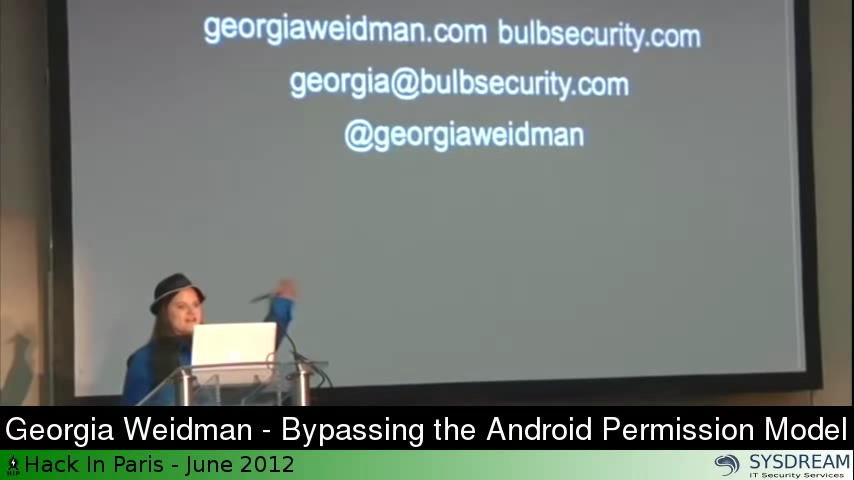 georgiaweidman.com bulbsecurity.com
georgia@bulbsecurity.com
@georgiaweidman
Georgia Weidman - Bypassing the Android Permission Model
HIP Hack In Paris - June 2012
SYSDREAM
IT Security Services